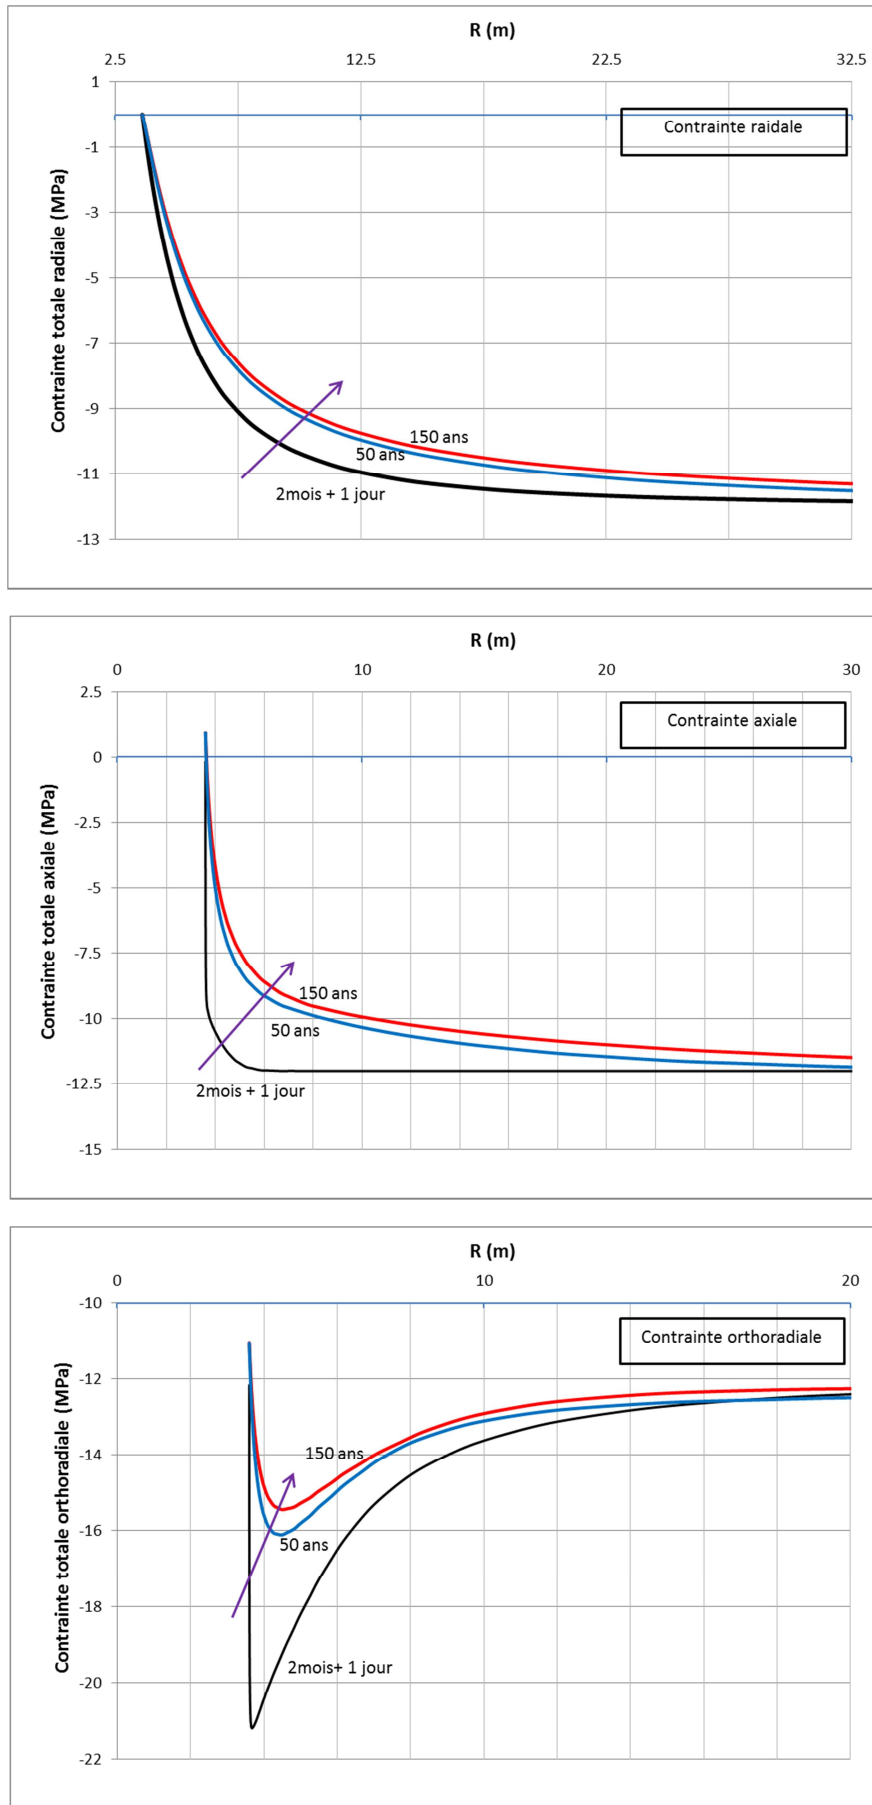 R (m)
2.5 12.5 22.5 32.5
1
-1
-3
-5
-7
-9
-11
-13
Contrainte totale radiale (MPa)
Contrainte raidale
150 ans
50 ans
2mois + 1 jour
R (m)
0 10 20 30
2.5
0
-2.5
-5
-7.5
-10
-12.5
-15
Contrainte totale axiale (MPa)
Contrainte axiale
150 ans
50 ans
2mois + 1 jour
R (m)
0 10 20
-10
-12
-14
-16
-18
-20
-22
Contrainte totale orthoradiale (MPa)
Contrainte orthoradiale
150 ans
50 ans
2mois+ 1 jour